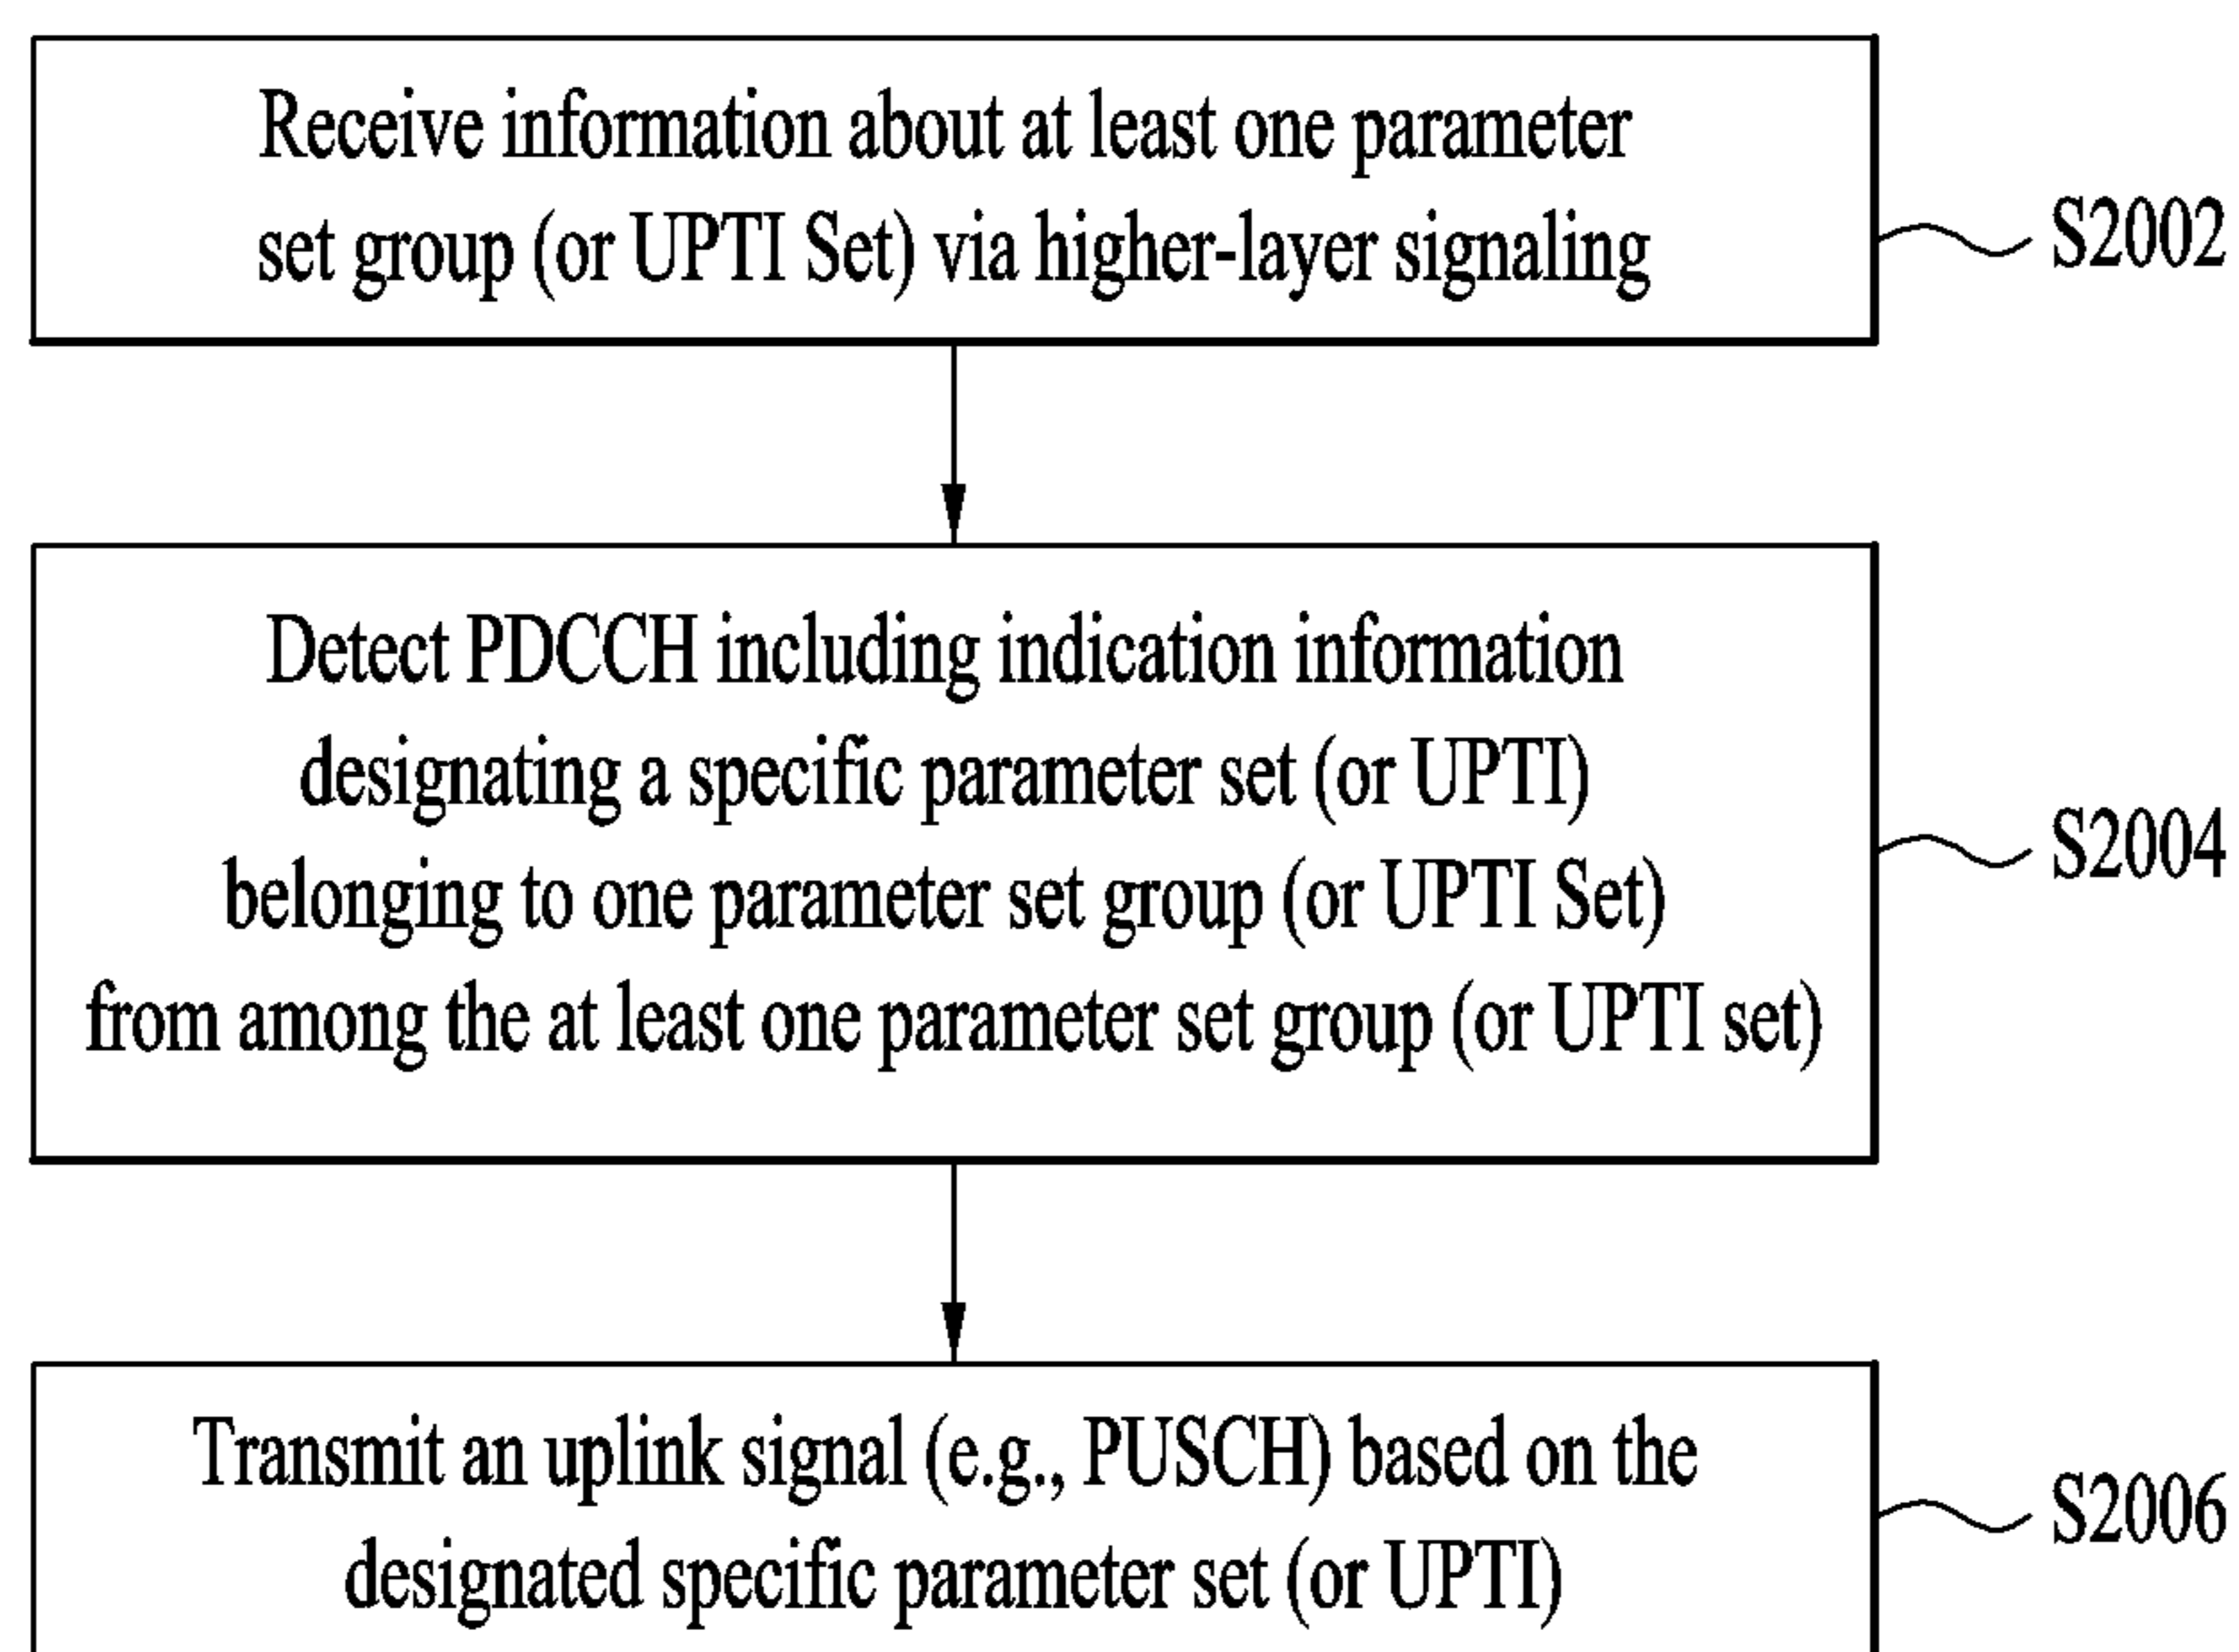 Receive information about at least one parameter
set group (or UPTI Set) via higher-layer signaling
S2002
Detect PDCCH including indication information
designating a specific parameter set (or UPTI)
belonging to one parameter set group (or UPTI Set)
from among the at least one parameter set group (or UPTI set)
S2004
Transmit an uplink signal (e.g., PUSCH) based on the
designated specific parameter set (or UPTI)
S2006